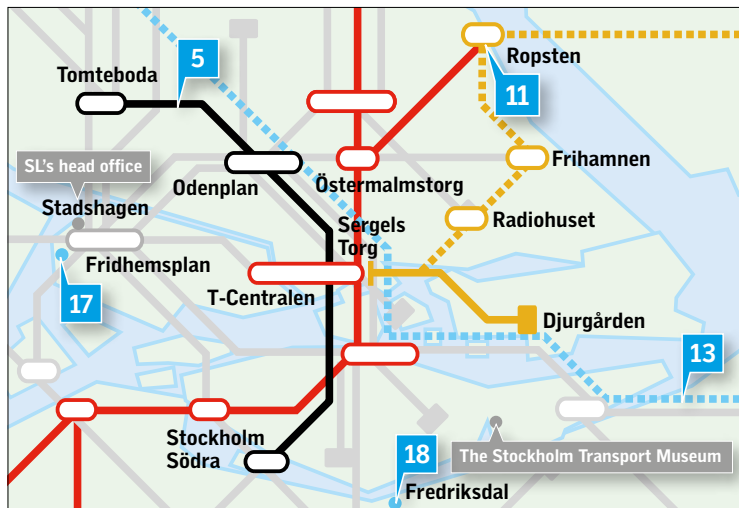 5
Tomteboda
Ropsten
11
SL's head office
Odenplan
Östermalmstorg
Frihamnen
Stadshagen
Sergels
Torg
Radiohuset
Fridhemsplan
17
T-Centralen
Djurgården
13
Stockholm
Södra
18
The Stockholm Transport Museum
Fredriksdal